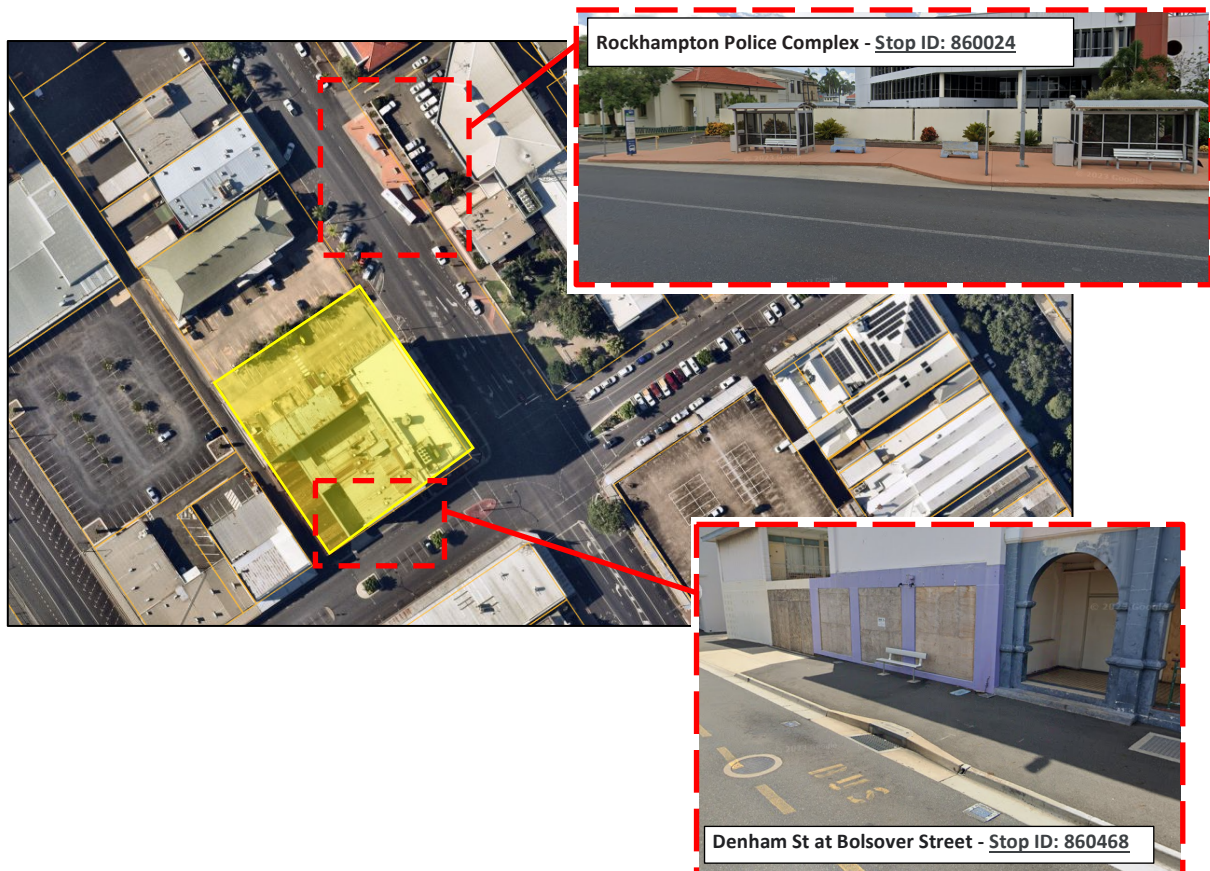 Rockhampton Police Complex - Stop ID: 860024
BUS
Denham St at Bolsover Street - Stop ID: 860468